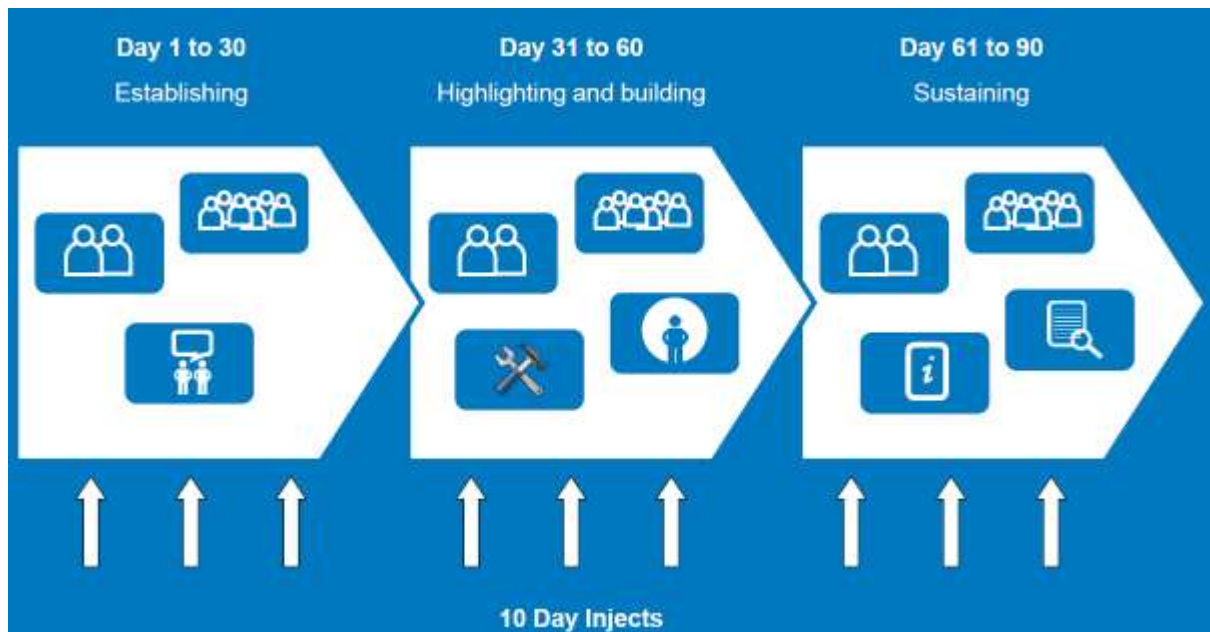 Day 1 to 30
Establishing
Day 31 to 60
Highlighting and building
Day 61 to 90
Sustaining
i
10 Day Injects